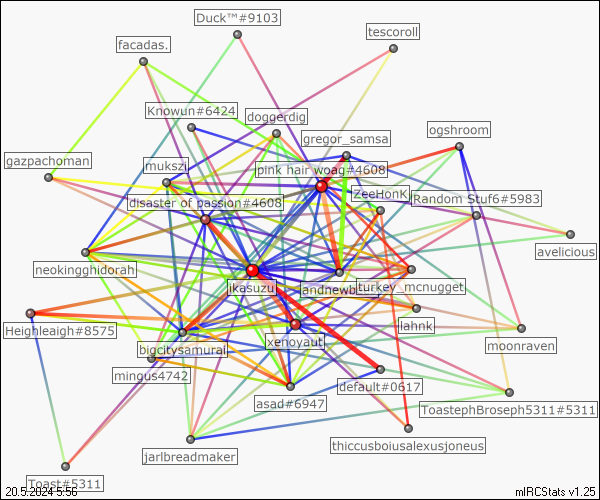 Duck™#9103
tescoroll
facadas.
Knowun#6424
doggerdig
gregor_samsa
ogshroom
gazpachoman
mukszi
pink hair woag#4608
ZeeHonK
Random Stuf6#5983
disaster of passion#4608
avelicious
neokingghidorah
ikasuzu
andnewb
turkey_mcnugget
Heighleaigh#8575
lahnk
moonraven
bigcitysamurai
xenoyaut
mingus4742
default#0617
asad#6947
ToastephBroseph5311#5311
thiccusboiusalexusjoneus
jarlbreadmaker
Toast#5311
20.5.2024 5:56
mIRCStats v1.25